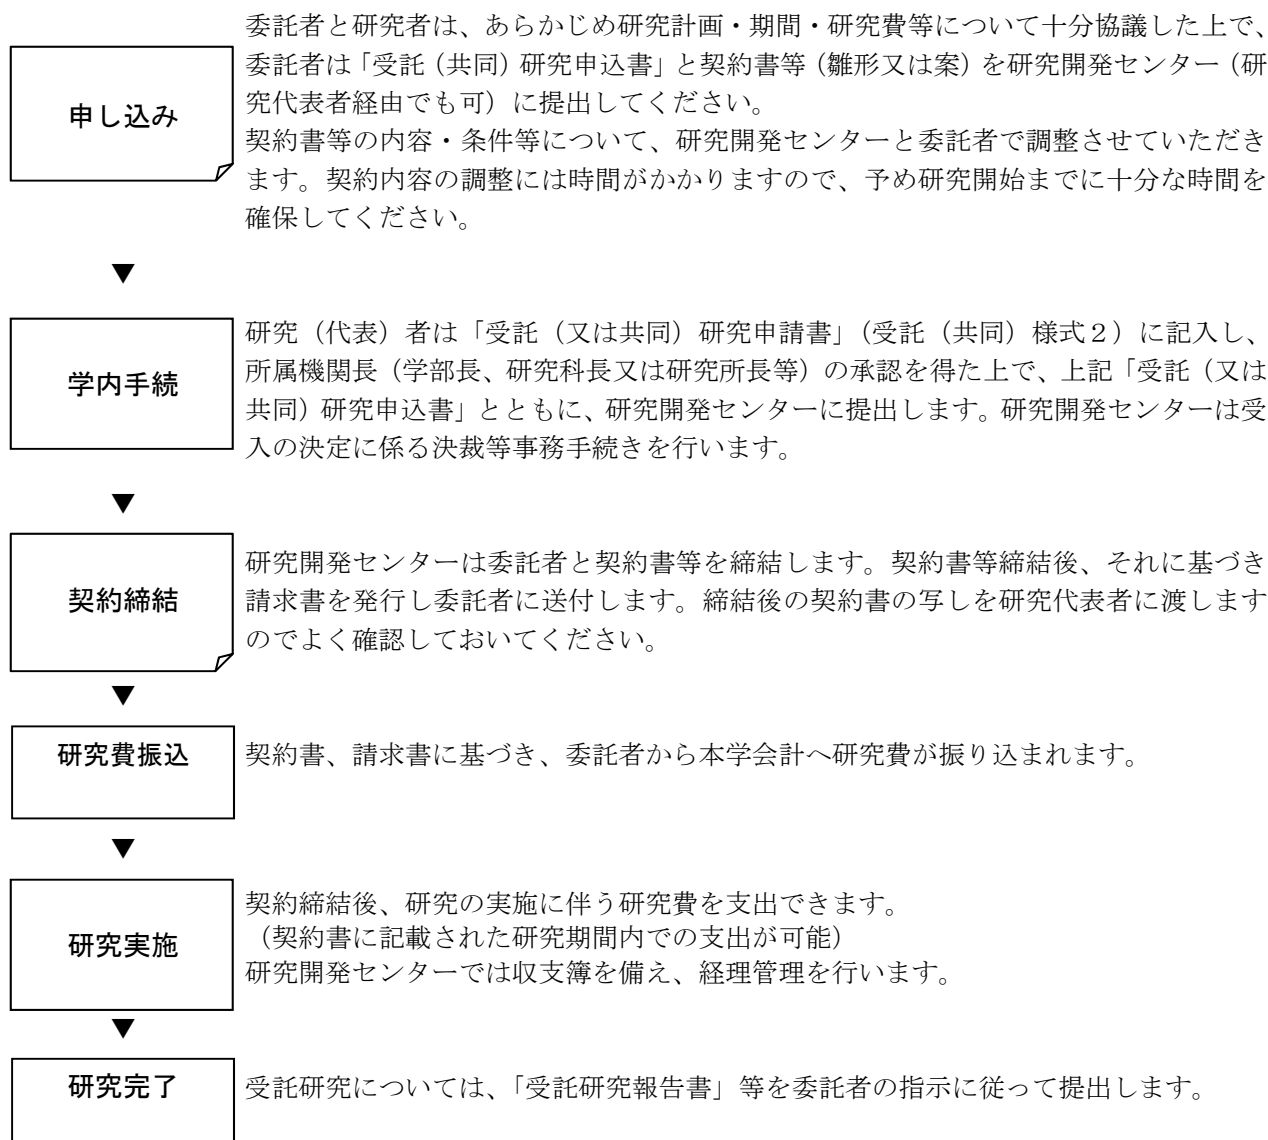 申し込み
委託者と研究者は、あらかじめ研究計画・期間・研究費等について十分協議した上で、
委託者は「受託（共同）研究申込書」と契約書等（雛形又は案）を研究開発センター（研
究代表者経由でも可）に提出してください。
契約書等の内容・条件等について、研究開発センターと委託者で調整させていただき
ます。契約内容の調整には時間がかかりますので、予め研究開始までに十分な時間を
確保してください。
▼
学内手続
研究（代表）者は「受託（又は共同）研究申請書」（受託（共同）様式２）に記入し、
所属機関長（学部長、研究科長又は研究所長等）の承認を得た上で、上記「受託（又は
共同）研究申込書」とともに、研究開発センターに提出します。研究開発センターは受
入の決定に係る決裁等事務手続きを行います。
▼
契約締結
研究開発センターは委託者と契約書等を締結します。契約書等締結後、それに基づき
請求書を発行し委託者に送付します。締結後の契約書の写しを研究代表者に渡します
のでよく確認しておいてください。
▼
研究費振込
契約書、請求書に基づき、委託者から本学会計へ研究費が振り込まれます。
▼
研究実施
契約締結後、研究の実施に伴う研究費を支出できます。
（契約書に記載された研究期間内での支出が可能）
研究開発センターでは収支簿を備え、経理管理を行います。
▼
研究完了
受託研究については、「受託研究報告書」等を委託者の指示に従って提出します。